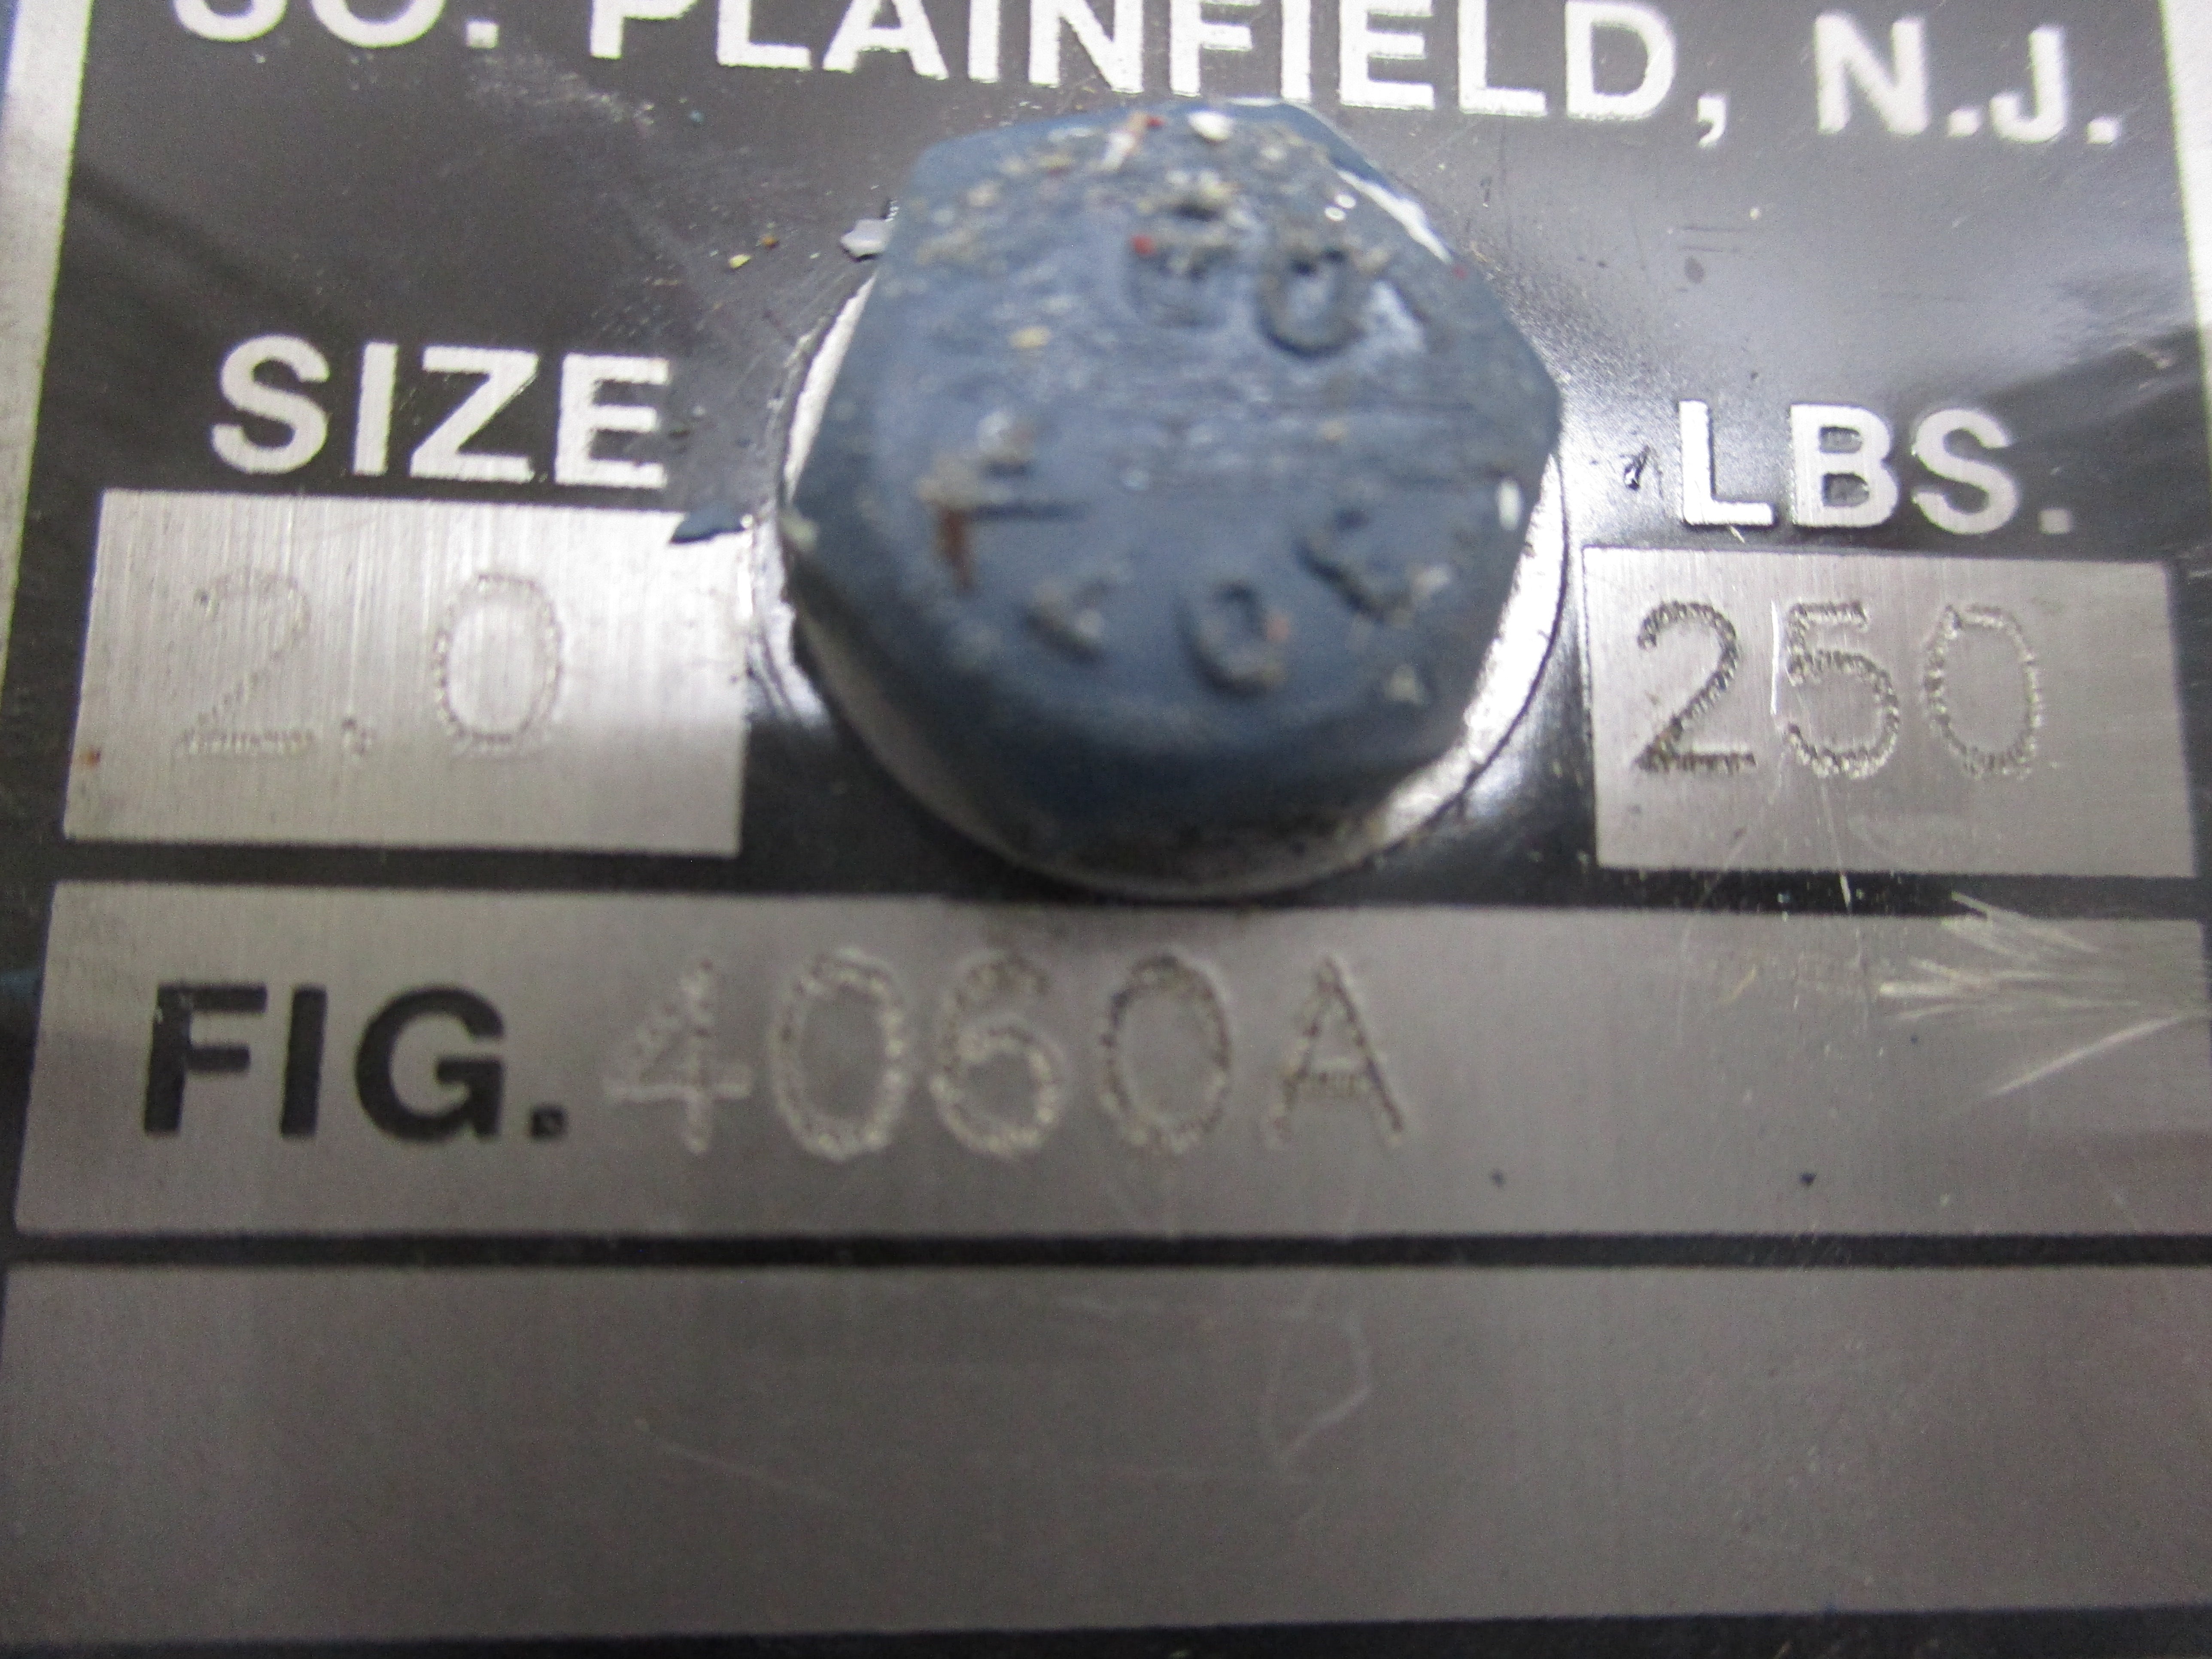 SO. PLAINFIELD, N.J.
SIZE
LBS.
2.0
250
FIG. 4060A